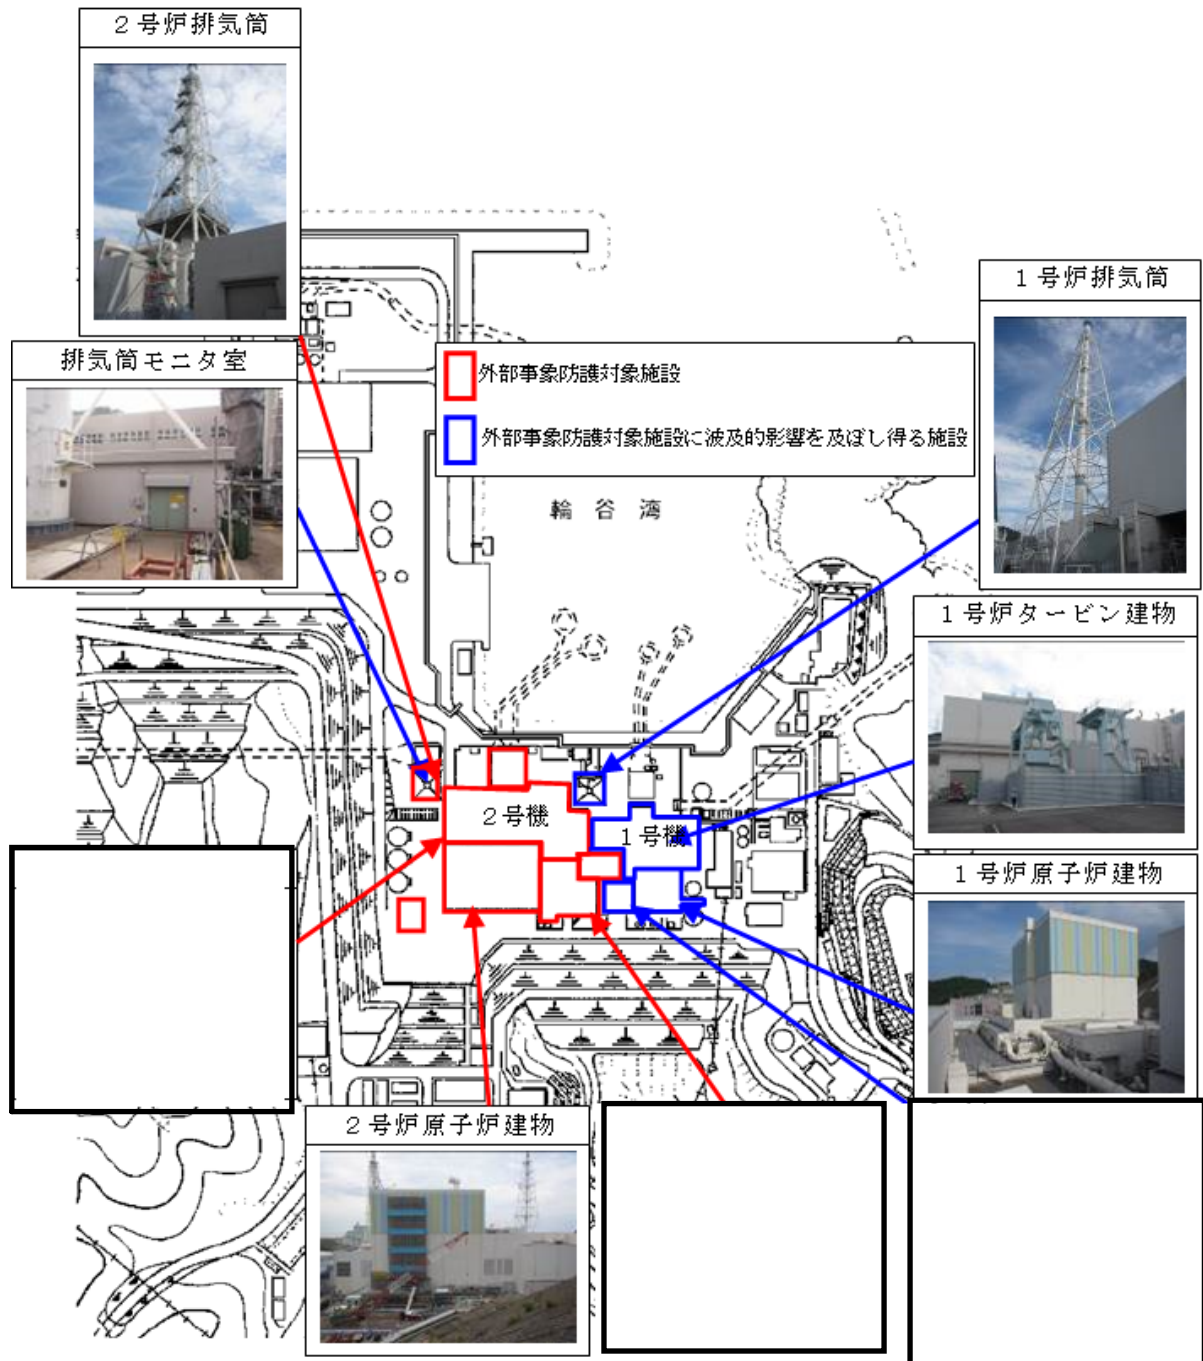 ２号炉排気筒
１号炉排気筒
排気筒モニタ室
外部事象防護対象施設
外部事象防護対象施設に波及的影響を及ぼし得る施設
輪谷湾
１号炉タービン建物
２号機
１号機
１号炉原子炉建物
２号炉原子炉建物